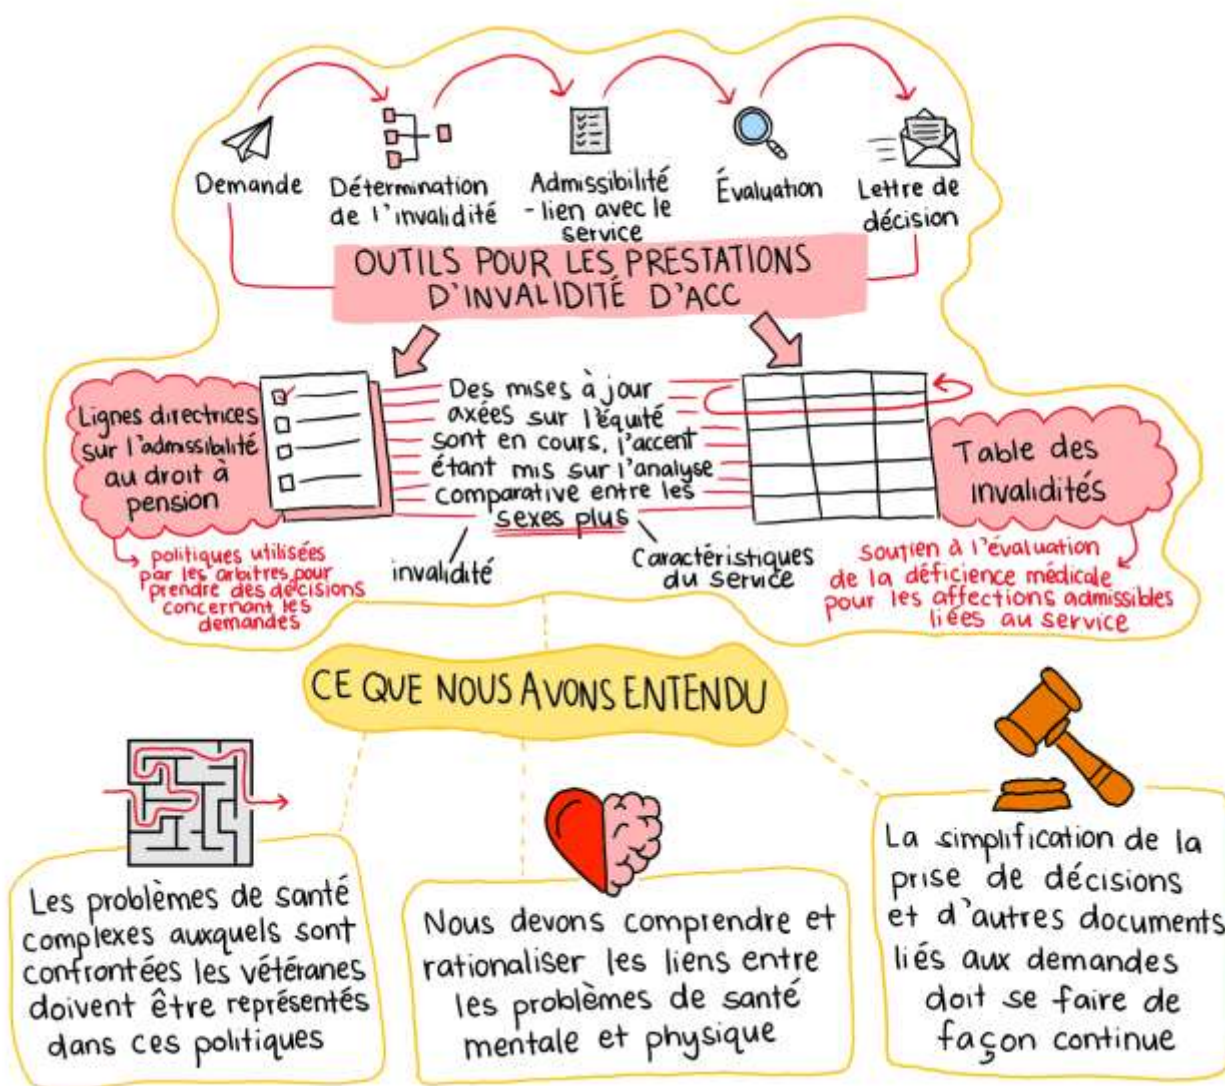 Demande
Détermination
de l'invalidité
Admissibilité
- lien avec le
service
Évaluation
Lettre de
décision
OUTILS POUR LES PRESTATIONS
D'INVALIDITÉ D'ACC
Lignes directrices
sur l'admissibilité
au droit à
pension
politiques utilisées
par les arbitres pour
prendre des décisions
concernant les
demandes
Des mises à jour
axées sur l'équité
sont en cours, l'accent
étant mis sur l'analyse
comparative entre les
sexes plus
invalidité
Caractéristiques
du service
Table des
invalidités
soutien à l'évaluation
de la déficience médicale
pour les affections admissibles
liées au service
CE QUE NOUS AVONS ENTENDU
Les problèmes de santé
complexes auxquels sont
confrontées les vétéranes
doivent être représentés
dans ces politiques
Nous devons comprendre et
rationaliser les liens entre
les problèmes de santé
mentale et physique
La simplification de la
prise de décisions
et d'autres documents
liés aux demandes
doit se faire de
façon continue